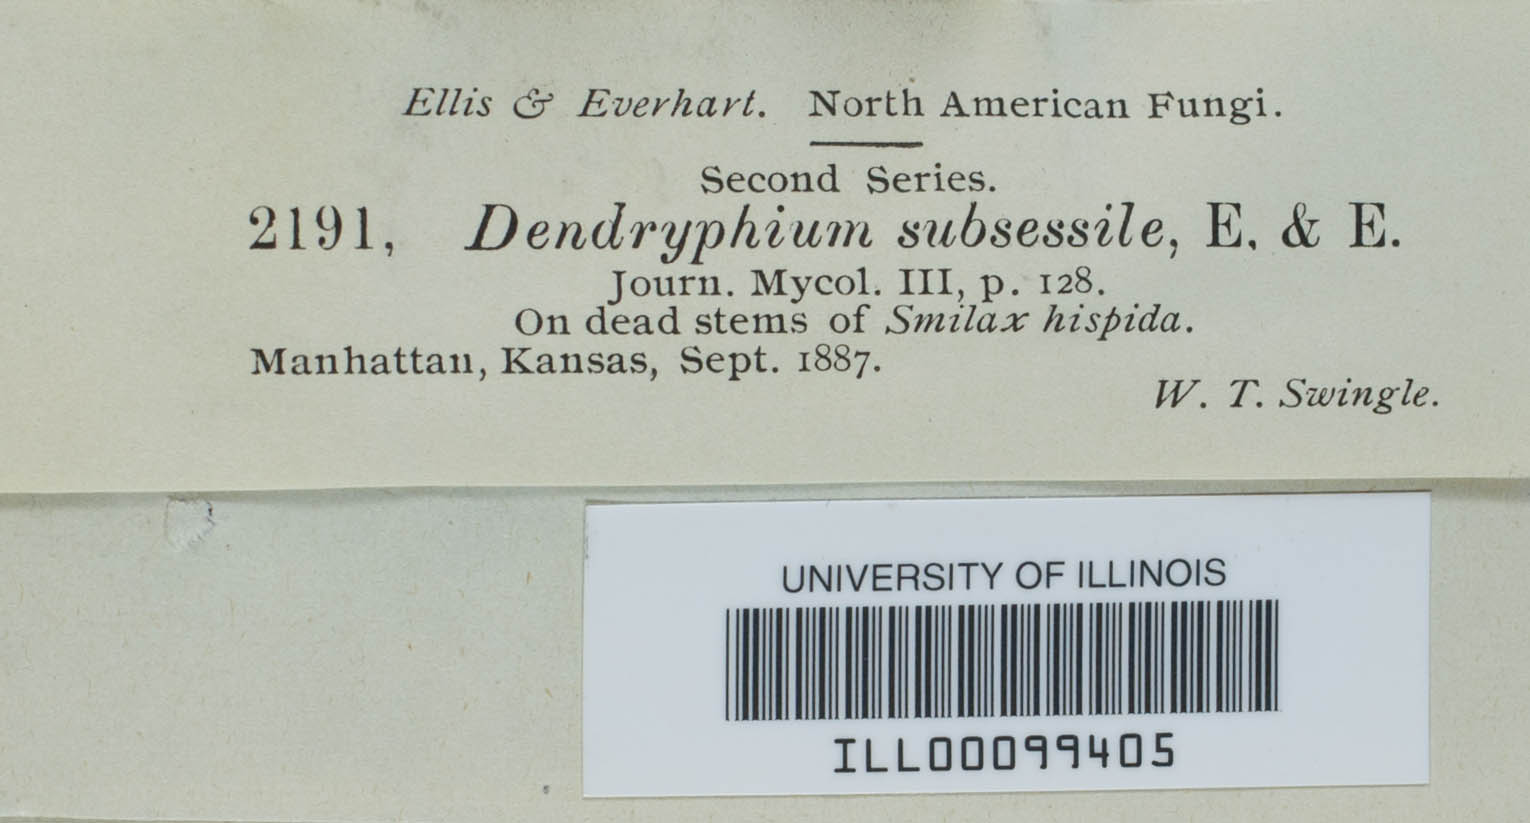 Ellis & Everhart. North American Fungi.
Second Series.
2191, Dendryphium subsessile, E. & E.
Journ. Mycol. III, p. 128.
On dead stems of Smilax hispida.
Manhattan, Kansas, Sept. 1887.
W. T. Swingle.
UNIVERSITY OF ILLINOIS
ILL00099405